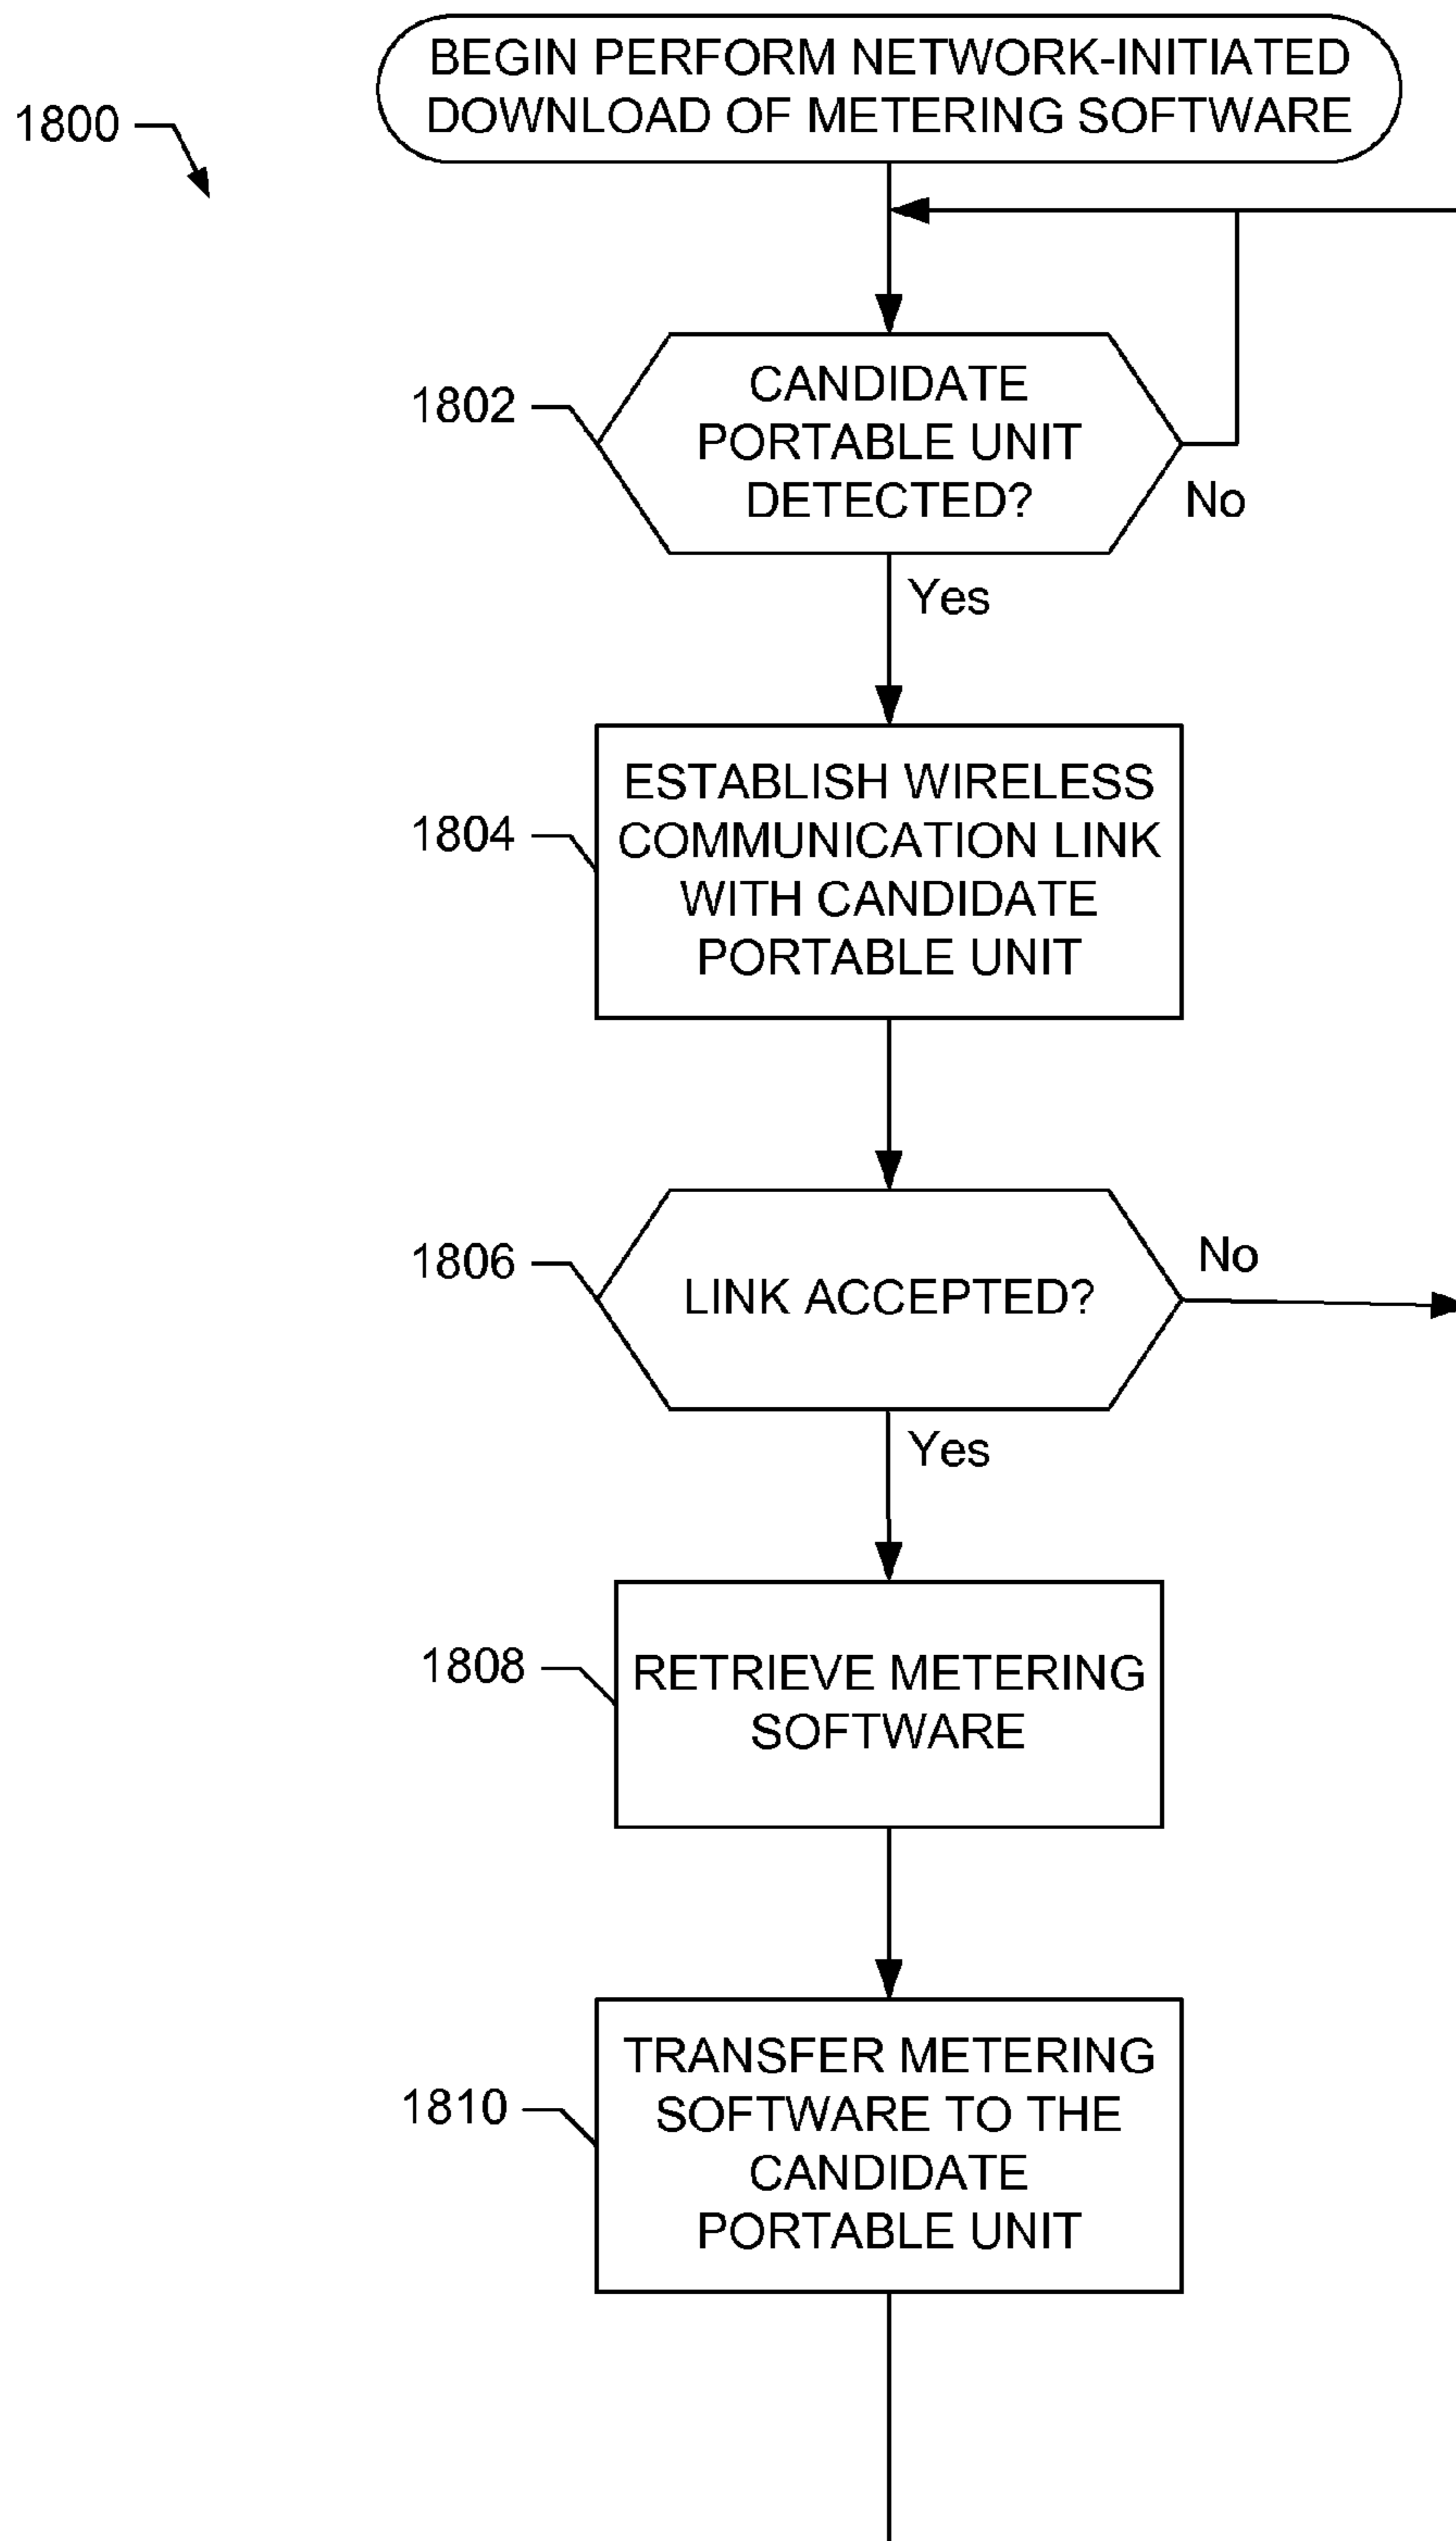 BEGIN PERFORM NETWORK-INITIATED
DOWNLOAD OF METERING SOFTWARE
1800
CANDIDATE
PORTABLE UNIT
DETECTED?
1802
No
Yes
ESTABLISH WIRELESS
COMMUNICATION LINK
WITH CANDIDATE
PORTABLE UNIT
1804
LINK ACCEPTED?
1806
No
Yes
RETRIEVE METERING
SOFTWARE
1808
TRANSFER METERING
SOFTWARE TO THE
CANDIDATE
PORTABLE UNIT
1810